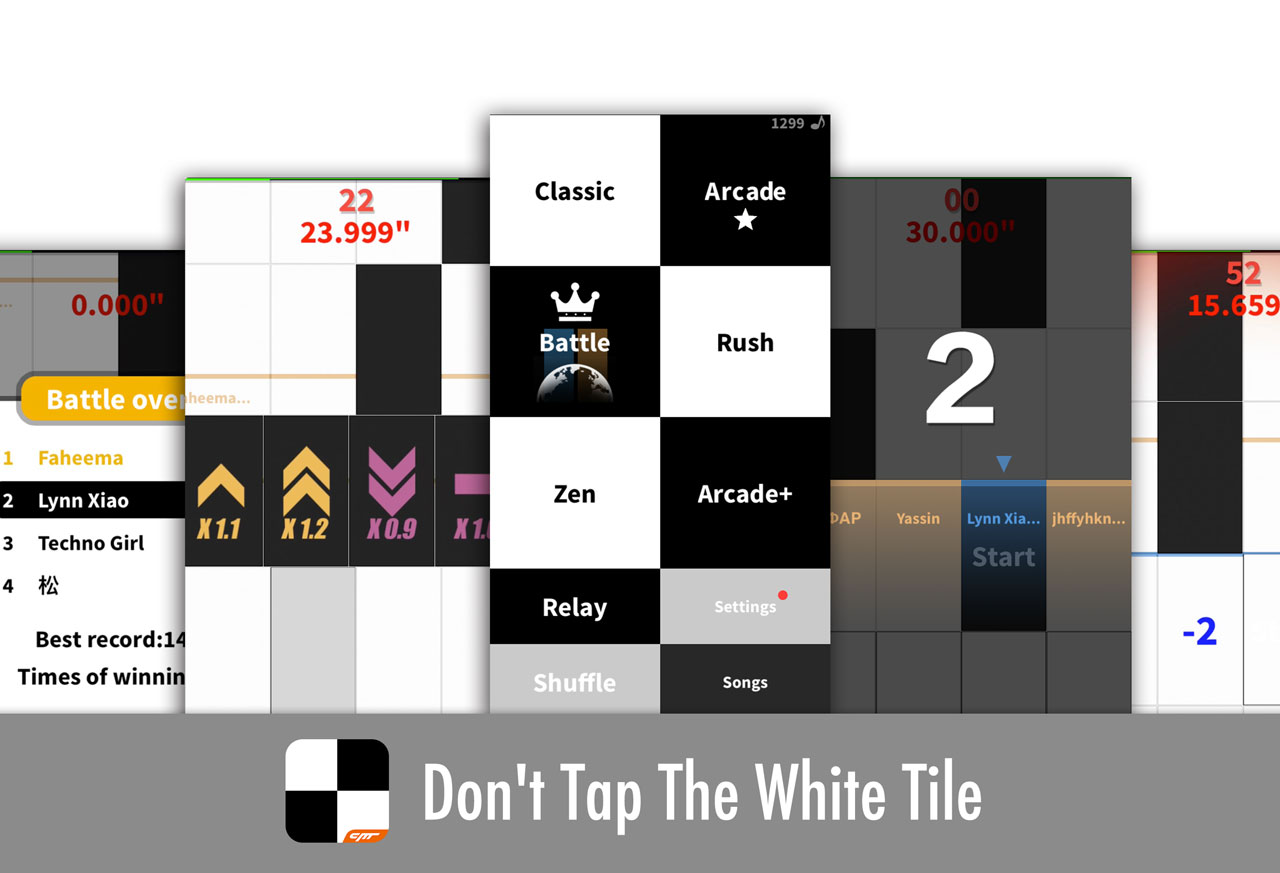 0.000"
Battle ove
1 Faheema
2 Lynn Xiao
3 Techno Girl
4 松
Best record:14
Times of winnin
22
23.999"
heema...
X 1.1
X 1.2
X 0.9
X 1.
1299
Classic
Arcade
Battle
Rush
Zen
Arcade+
Relay
Settings
Shuffle
Songs
00
30.000"
2
ФАР
Yassin
Lynn Xia...
jhffyhkn...
Start
52
15.659
-2
Don't Tap The White Tile